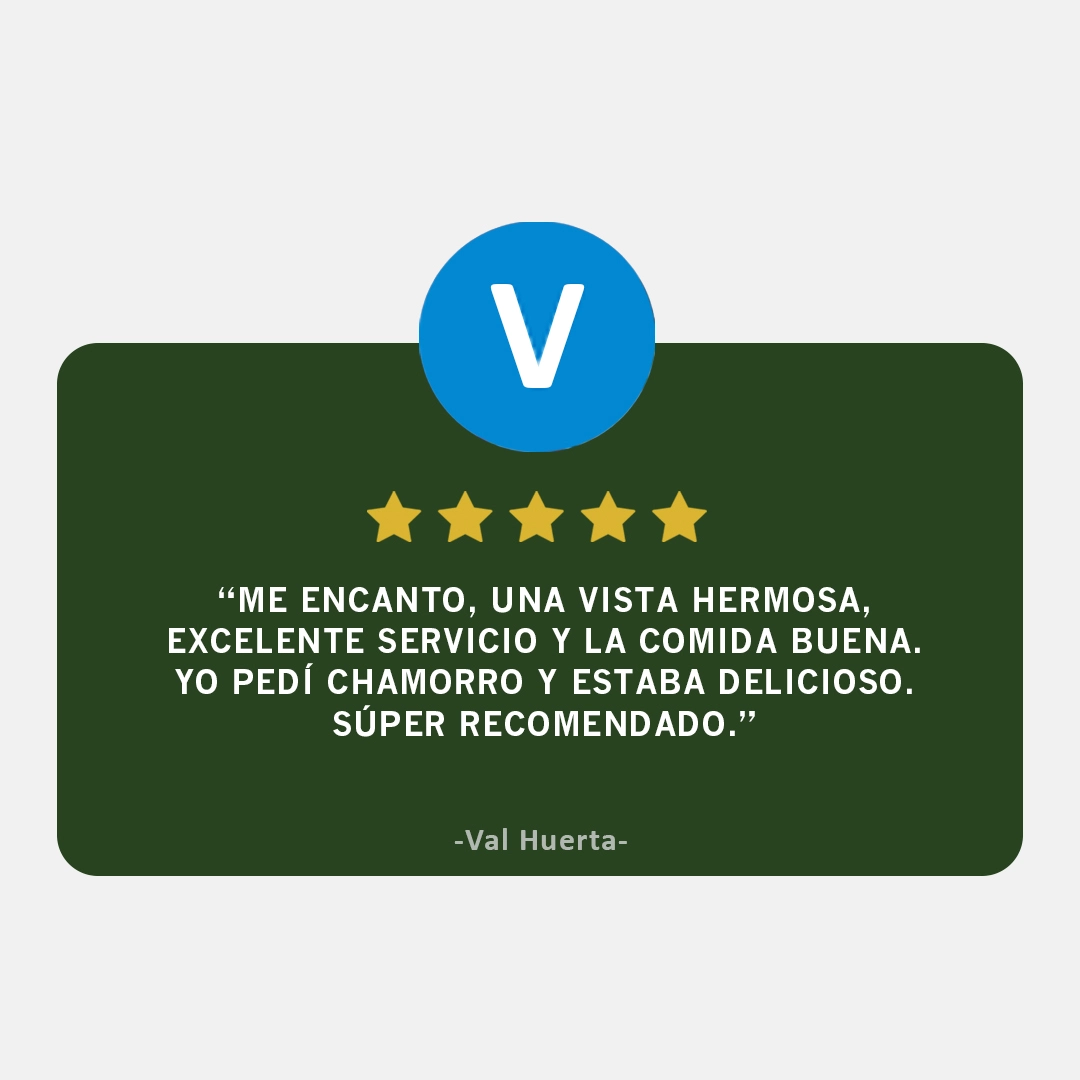 V
“ME ENCANTO, UNA VISTA HERMOSA,
EXCELENTE SERVICIO Y LA COMIDA BUENA.
YO PEDÍ CHAMORRO Y ESTABA DELICIOSO.
SÚPER RECOMENDADO.”
-Val Huerta-